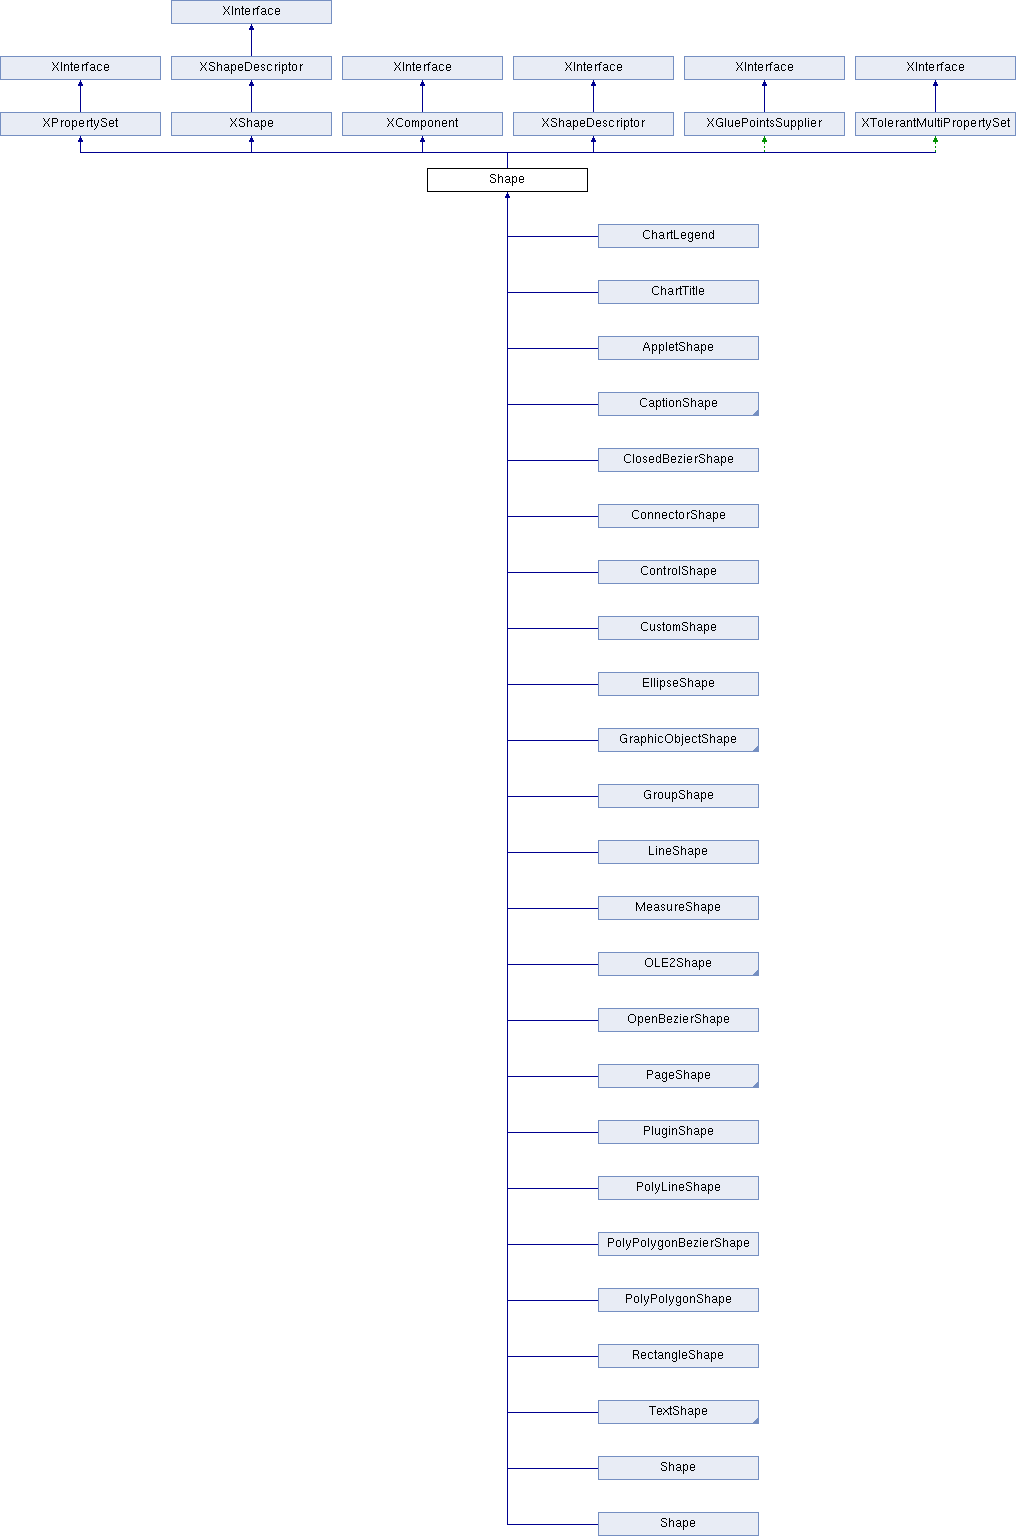 XInterface
XInterface
XShapeDescriptor
XInterface
XInterface
XInterface
XInterface
XPropertySet
XShape
XComponent
XShapeDescriptor
XGluePointsSupplier
XTolerantMultiPropertySet
Shape
ChartLegend
ChartTitle
AppletShape
CaptionShape
ClosedBezierShape
ConnectorShape
ControlShape
CustomShape
EllipseShape
GraphicObjectShape
GroupShape
LineShape
MeasureShape
OLE2Shape
OpenBezierShape
PageShape
PluginShape
PolyLineShape
PolyPolygonBezierShape
PolyPolygonShape
RectangleShape
TextShape
Shape
Shape